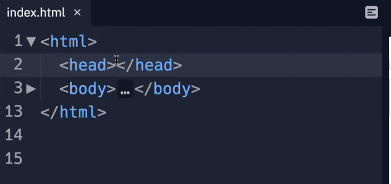 index.html ×
1 <html>
2 <head></head>
3 <body>…</body>
13 </html>
14
15